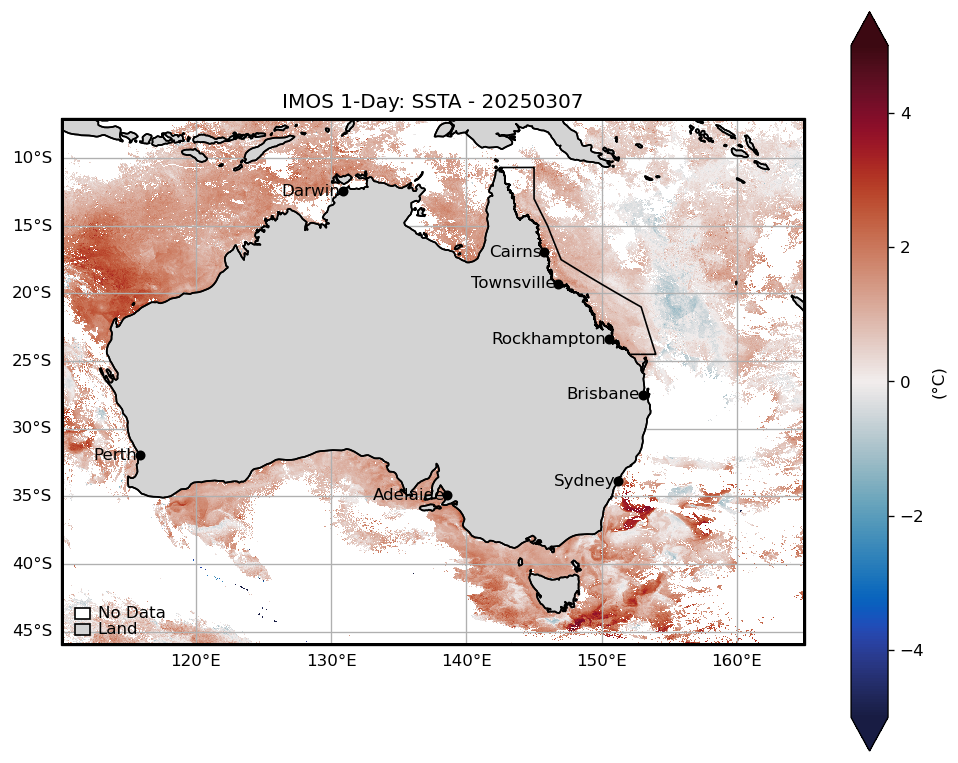 IMOS 1-Day: SSTA - 20250307
10°S
15°S
20°S
25°S
30°S
35°S
40°S
45°S
Darwin
Cairns
Townsville
Rockhampton
Brisbane
Perth
Sydney
Adelaide
No Data
Land
120°E
130°E
140°E
150°E
160°E
4
2
0
−2
−4
(°C)